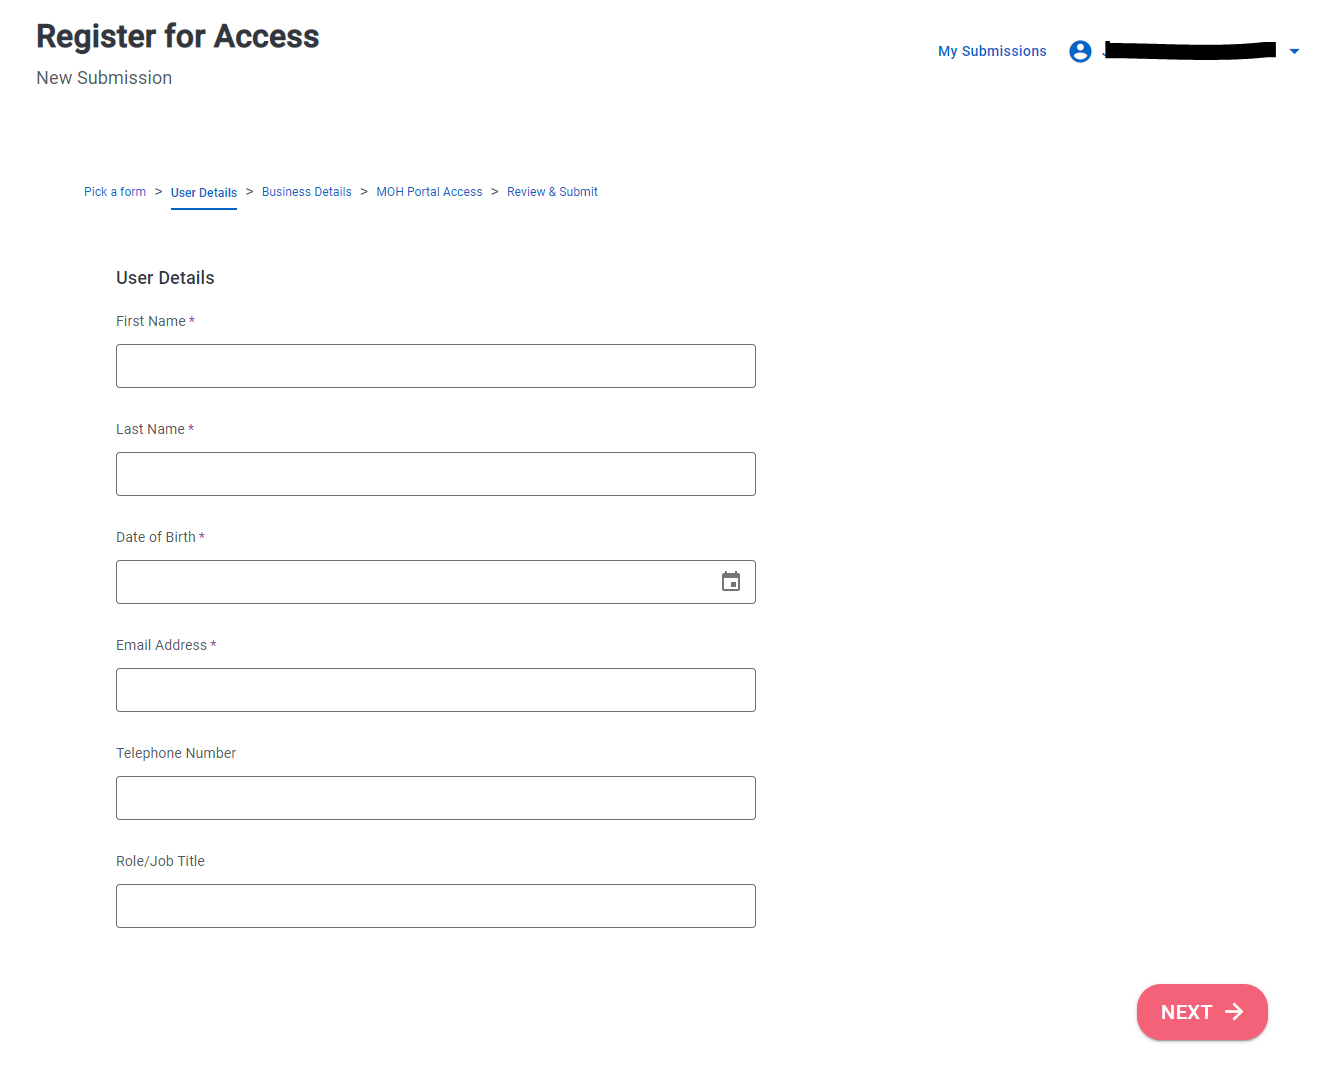 Register for Access
New Submission
My Submissions
Pick a form > User Details > Business Details > MOH Portal Access > Review & Submit
User Details
First Name *
Last Name *
Date of Birth *
Email Address *
Telephone Number
Role/Job Title
NEXT